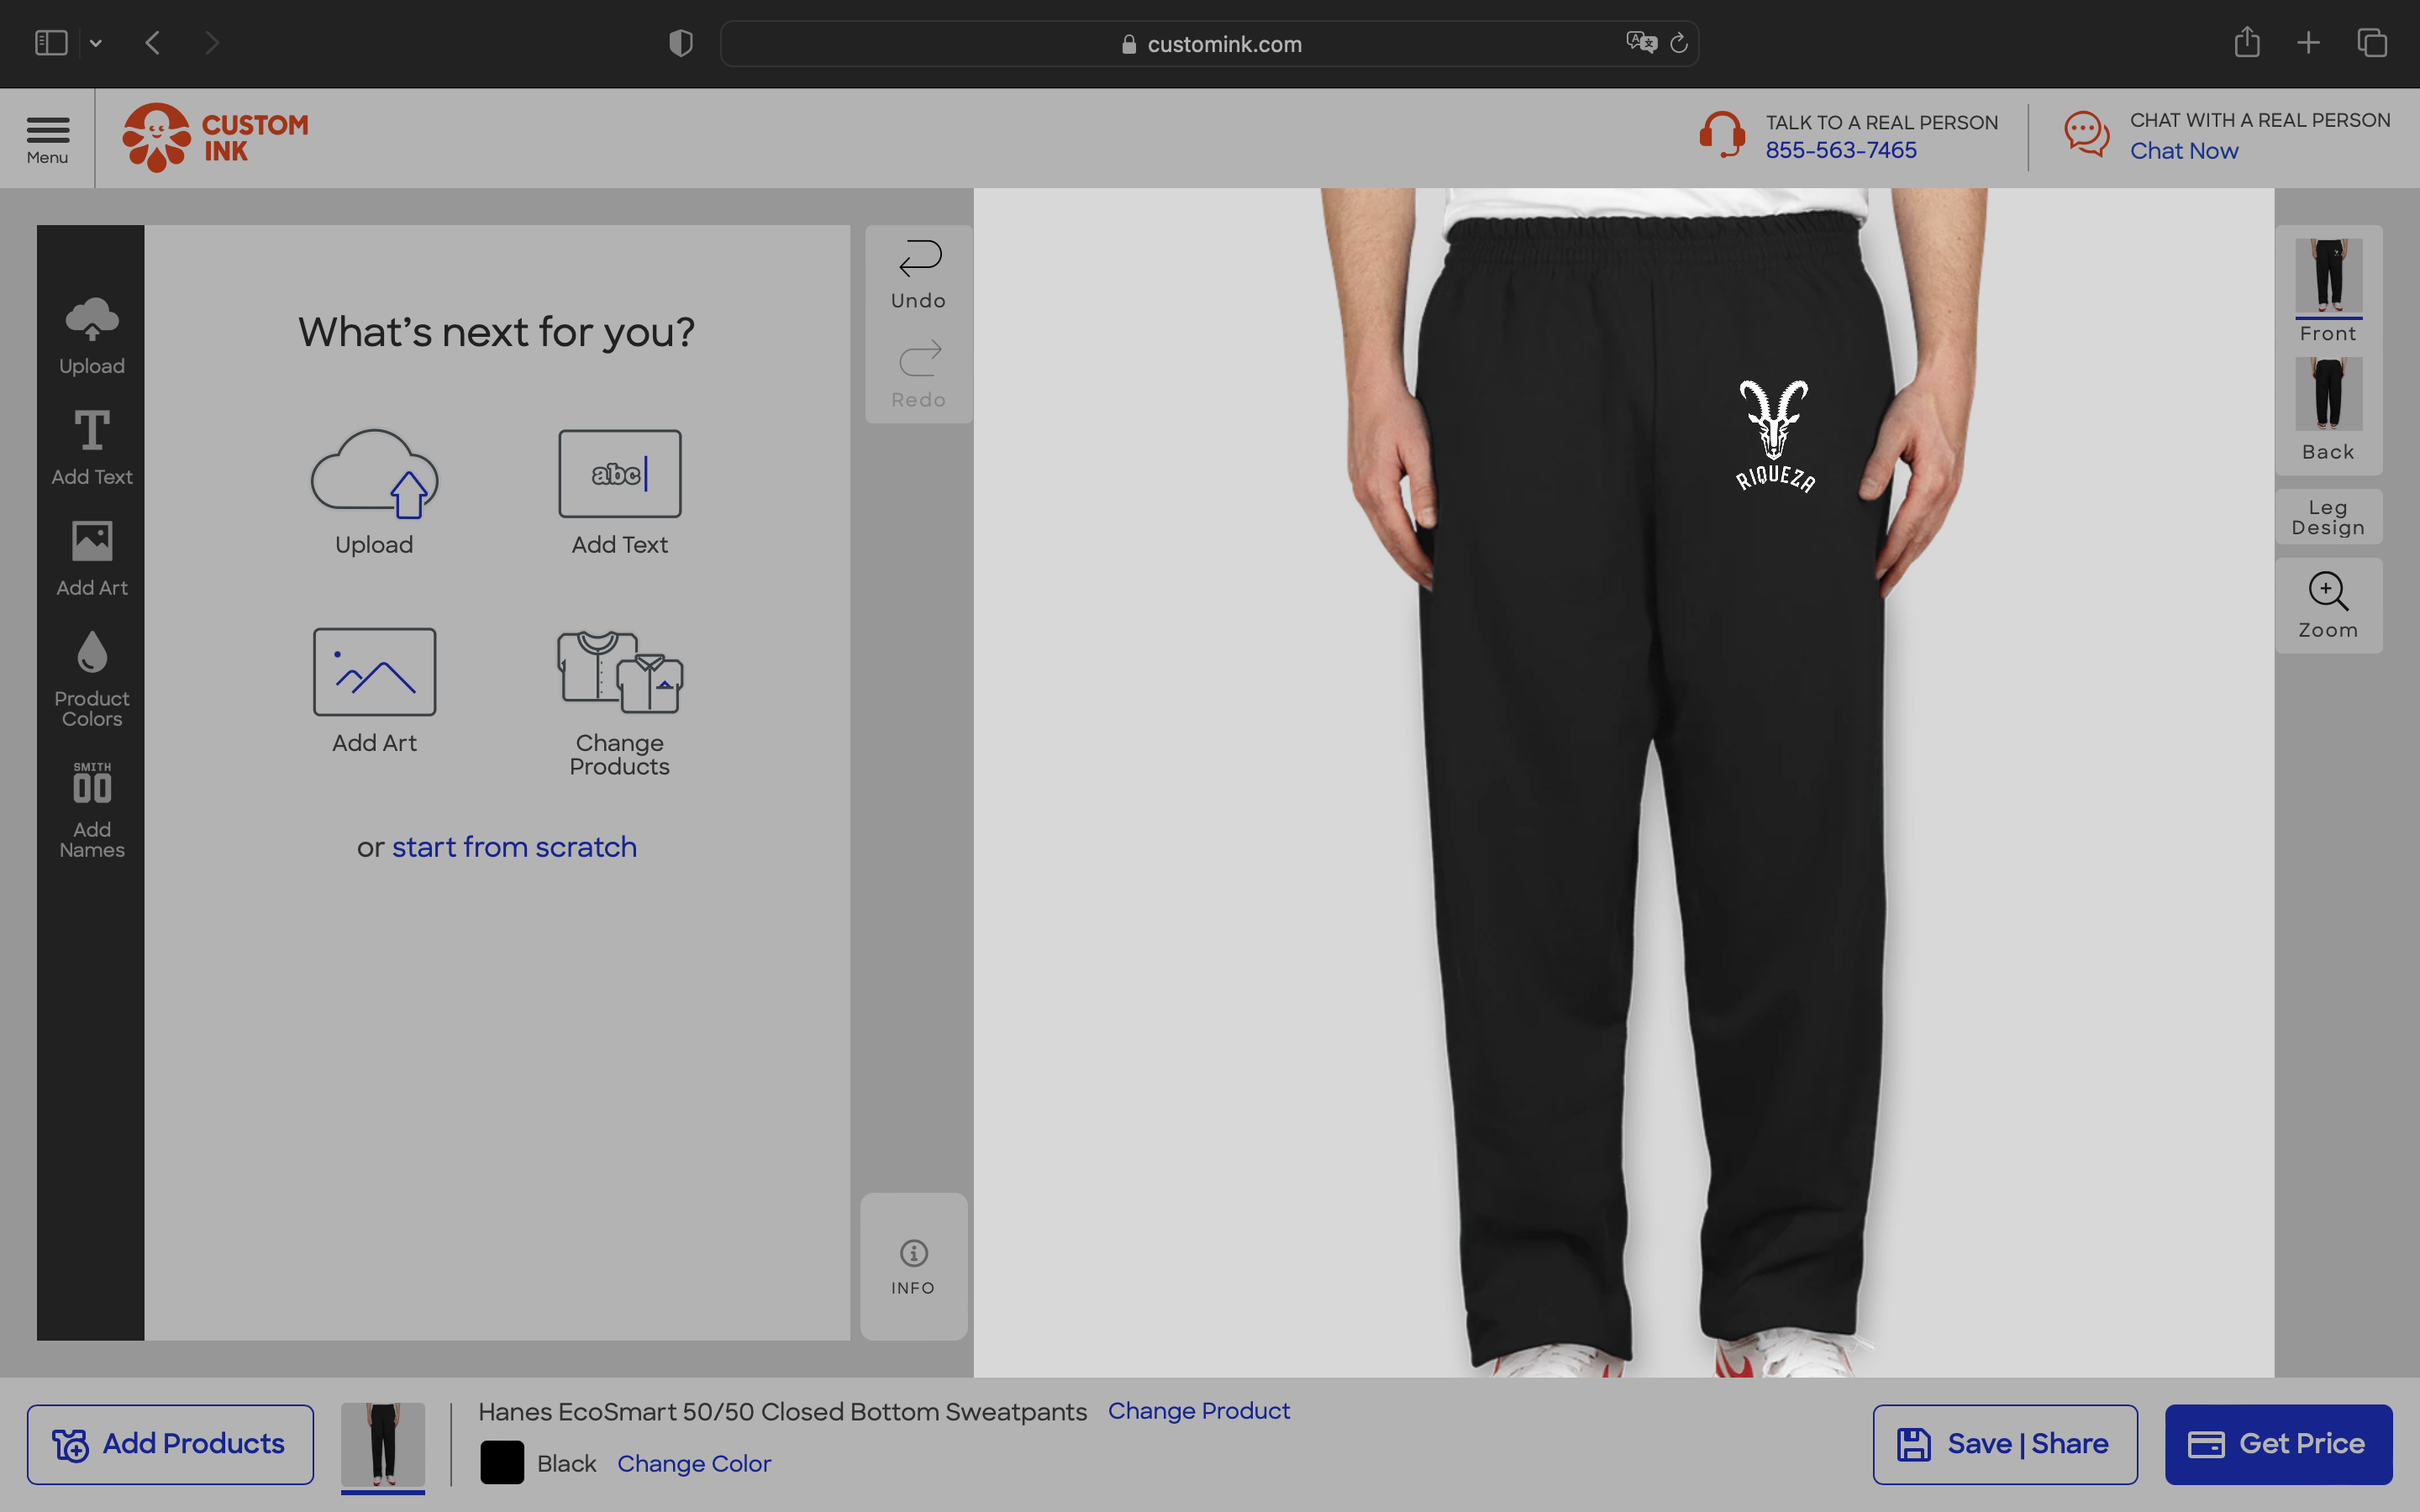 customink.com
Menu
CUSTOM
INK
TALK TO A REAL PERSON
855-563-7465
CHAT WITH A REAL PERSON
Chat Now
Upload
Add Text
Add Art
Product
Colors
SMITH
00
Add
Names
What's next for you?
Upload
abc
Add Text
Add Art
Change
Products
or start from scratch
Undo
Redo
INFO
RIQUEZA
Front
Back
Leg
Design
Zoom
Add Products
Hanes EcoSmart 50/50 Closed Bottom Sweatpants Change Product
Black Change Color
Save | Share
Get Price